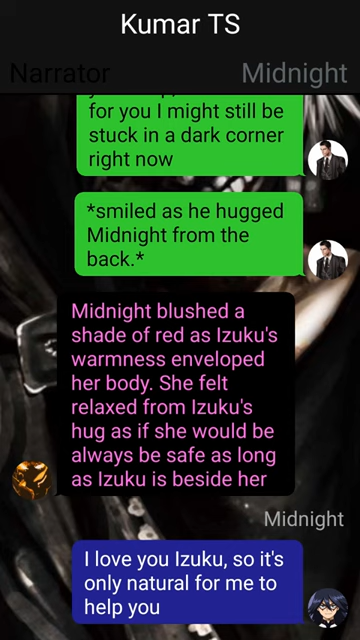 Kumar TS
Narrator
Midnight
for you I might still be
stuck in a dark corner
right now
*smiled as he hugged
Midnight from the
back.*
Midnight blushed a
shade of red as Izuku's
warmness enveloped
her body. She felt
relaxed from Izuku's
hug as if she would be
always be safe as long
as Izuku is beside her
Midnight
I love you Izuku, so it's
only natural for me to
help you